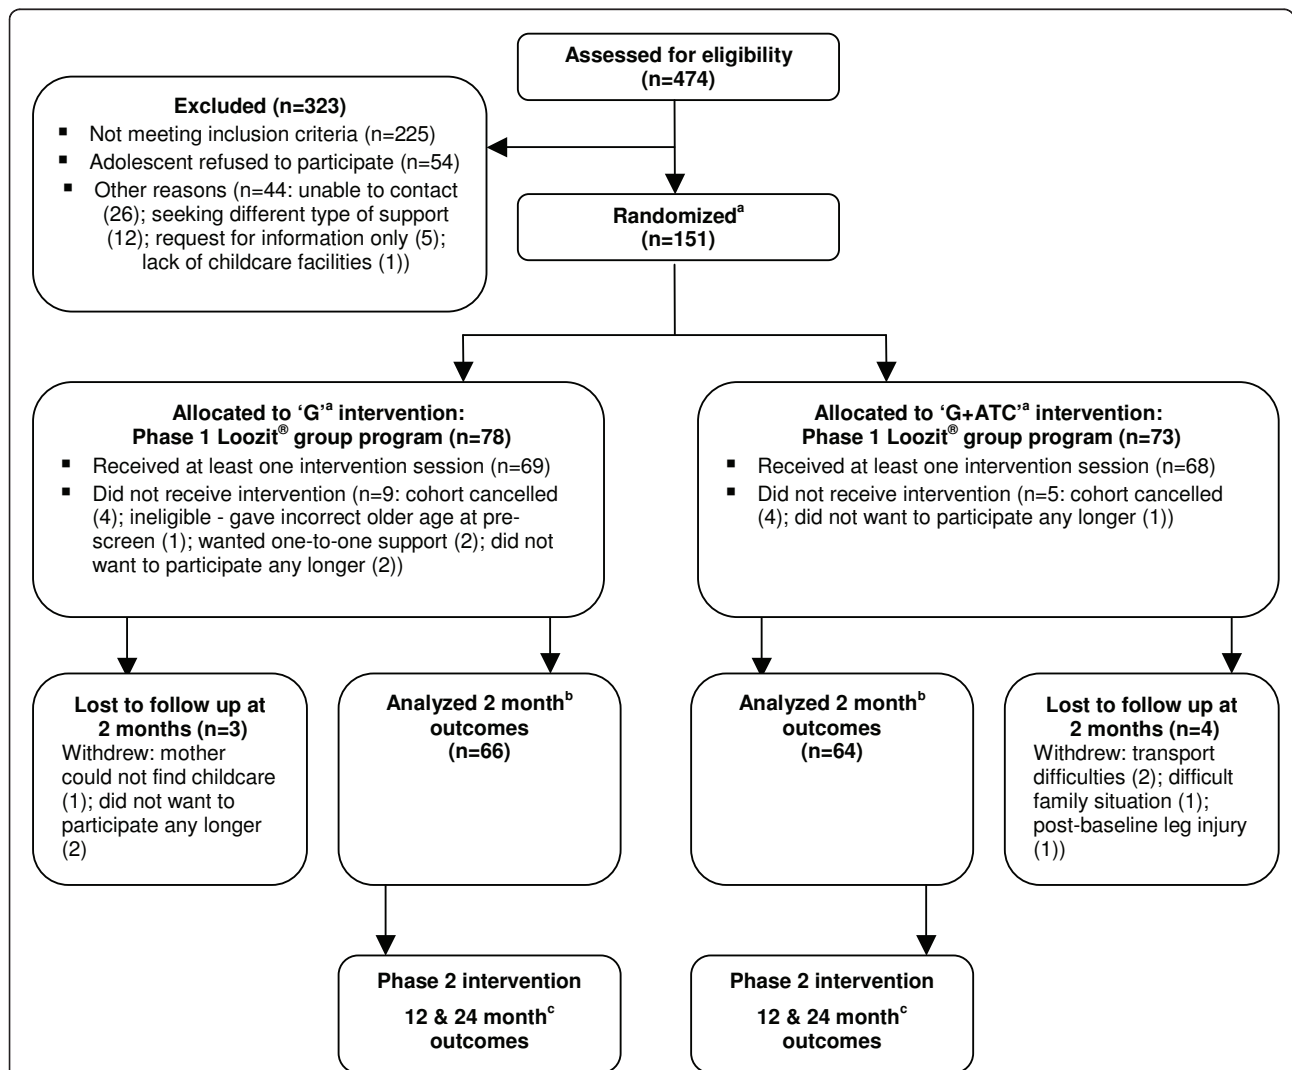 Assessed for eligibility
(n=474)
Excluded (n=323)
▪ Not meeting inclusion criteria (n=225)
▪ Adolescent refused to participate (n=54)
▪ Other reasons (n=44: unable to contact
(26); seeking different type of support
(12); request for information only (5);
lack of childcare facilities (1))
Randomizedᵃ
(n=151)
Allocated to ‘G’ᵃ intervention:
Phase 1 Loozit® group program (n=78)
▪ Received at least one intervention session (n=69)
▪ Did not receive intervention (n=9: cohort cancelled
(4); ineligible - gave incorrect older age at pre-
screen (1); wanted one-to-one support (2); did not
want to participate any longer (2))
Allocated to ‘G+ATC’ᵃ intervention:
Phase 1 Loozit® group program (n=73)
▪ Received at least one intervention session (n=68)
▪ Did not receive intervention (n=5: cohort cancelled
(4); did not want to participate any longer (1))
Lost to follow up at
2 months (n=3)
Withdrew: mother
could not find childcare
(1); did not want to
participate any longer
(2)
Analyzed 2 monthᵇ
outcomes
(n=66)
Analyzed 2 monthᵇ
outcomes
(n=64)
Lost to follow up at
2 months (n=4)
Withdrew: transport
difficulties (2); difficult
family situation (1);
post-baseline leg injury
(1))
Phase 2 intervention
12 & 24 monthᶜ
outcomes
Phase 2 intervention
12 & 24 monthᶜ
outcomes